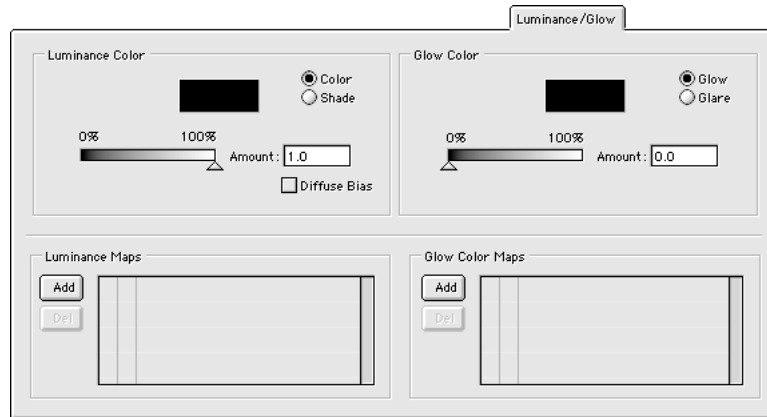 Luminance/Glow
Luminance Color
Color
Shade
0% 100%
Amount: 1.0
Diffuse Bias
Glow Color
Glow
Glare
0% 100%
Amount: 0.0
Luminance Maps
Add
Del
Glow Color Maps
Add
Del